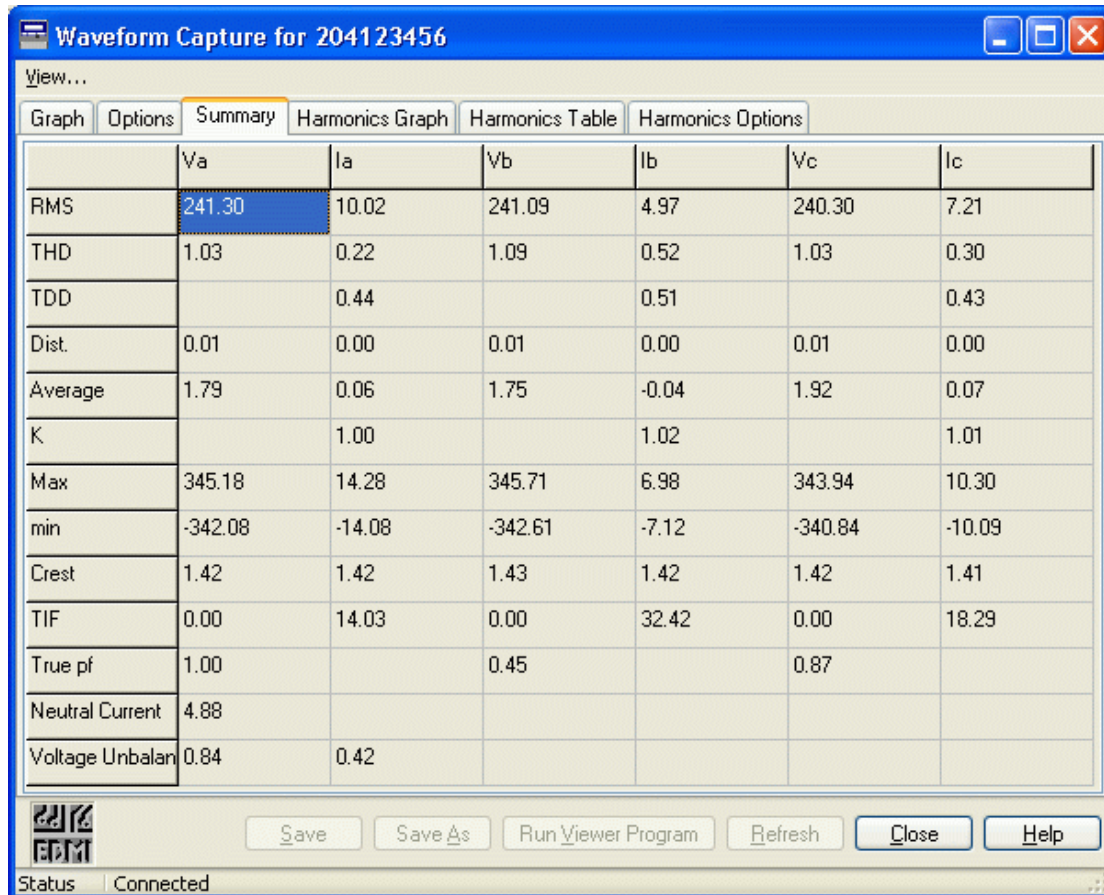 Waveform Capture for 204123456
View...
Graph Options Summary Harmonics Graph Harmonics Table Harmonics Options
Va Ia Vb Ib Vc Ic
RMS 241.30 10.02 241.09 4.97 240.30 7.21
THD 1.03 0.22 1.09 0.52 1.03 0.30
TDD 0.44 0.51 0.43
Dist. 0.01 0.00 0.01 0.00 0.01 0.00
Average 1.79 0.06 1.75 -0.04 1.92 0.07
K 1.00 1.02 1.01
Max 345.18 14.28 345.71 6.98 343.94 10.30
min -342.08 -14.08 -342.61 -7.12 -340.84 -10.09
Crest 1.42 1.42 1.43 1.42 1.42 1.41
TIF 0.00 14.03 0.00 32.42 0.00 18.29
True pf 1.00 0.45 0.87
Neutral Current 4.88
Voltage Unbalan 0.84 0.42
EDMI Save Save As Run Viewer Program Refresh Close Help
Status Connected